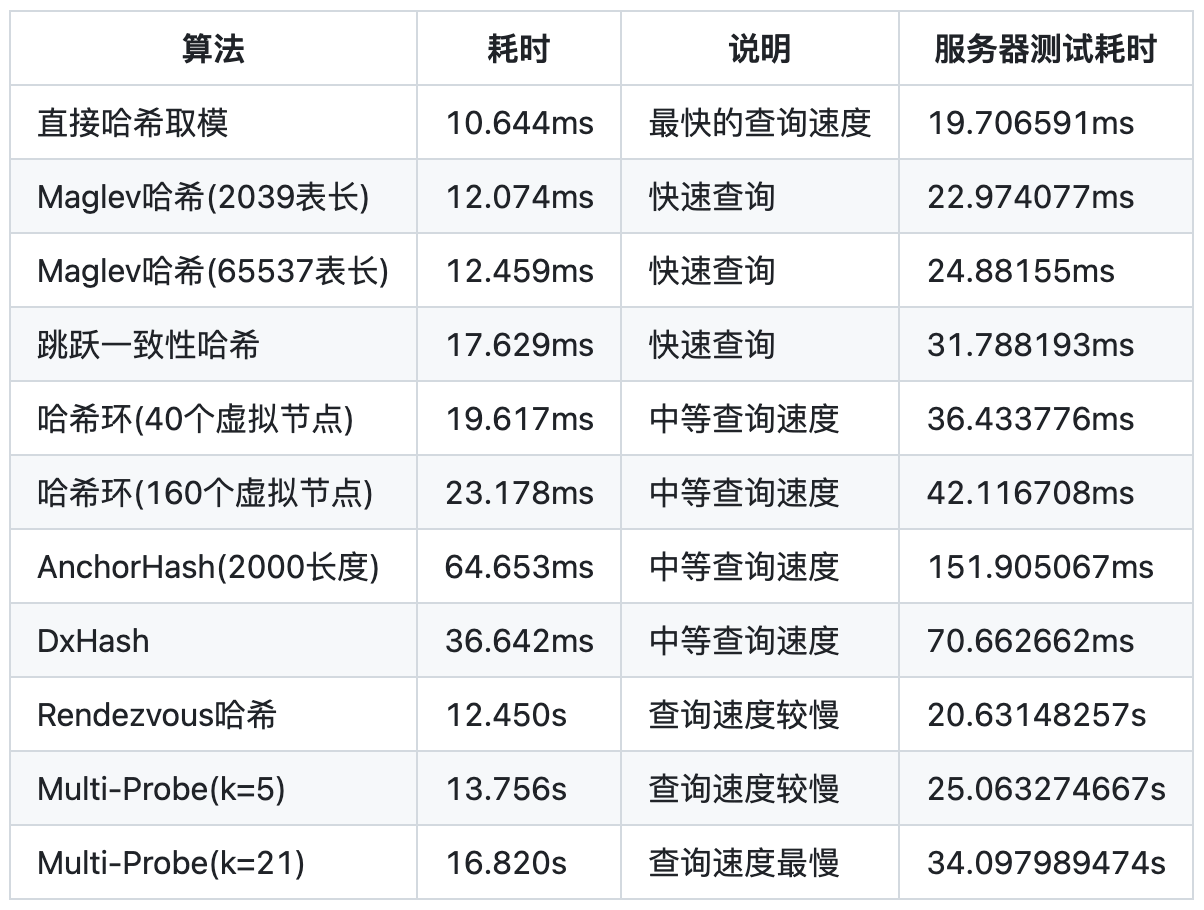 算法 耗时 说明 服务器测试耗时
直接哈希取模 10.644ms 最快的查询速度 19.706591ms
Maglev哈希(2039表长) 12.074ms 快速查询 22.974077ms
Maglev哈希(65537表长) 12.459ms 快速查询 24.88155ms
跳跃一致性哈希 17.629ms 快速查询 31.788193ms
哈希环(40个虚拟节点) 19.617ms 中等查询速度 36.433776ms
哈希环(160个虚拟节点) 23.178ms 中等查询速度 42.116708ms
AnchorHash(2000长度) 64.653ms 中等查询速度 151.905067ms
DxHash 36.642ms 中等查询速度 70.662662ms
Rendezvous哈希 12.450s 查询速度较慢 20.63148257s
Multi-Probe(k=5) 13.756s 查询速度较慢 25.063274667s
Multi-Probe(k=21) 16.820s 查询速度最慢 34.097989474s